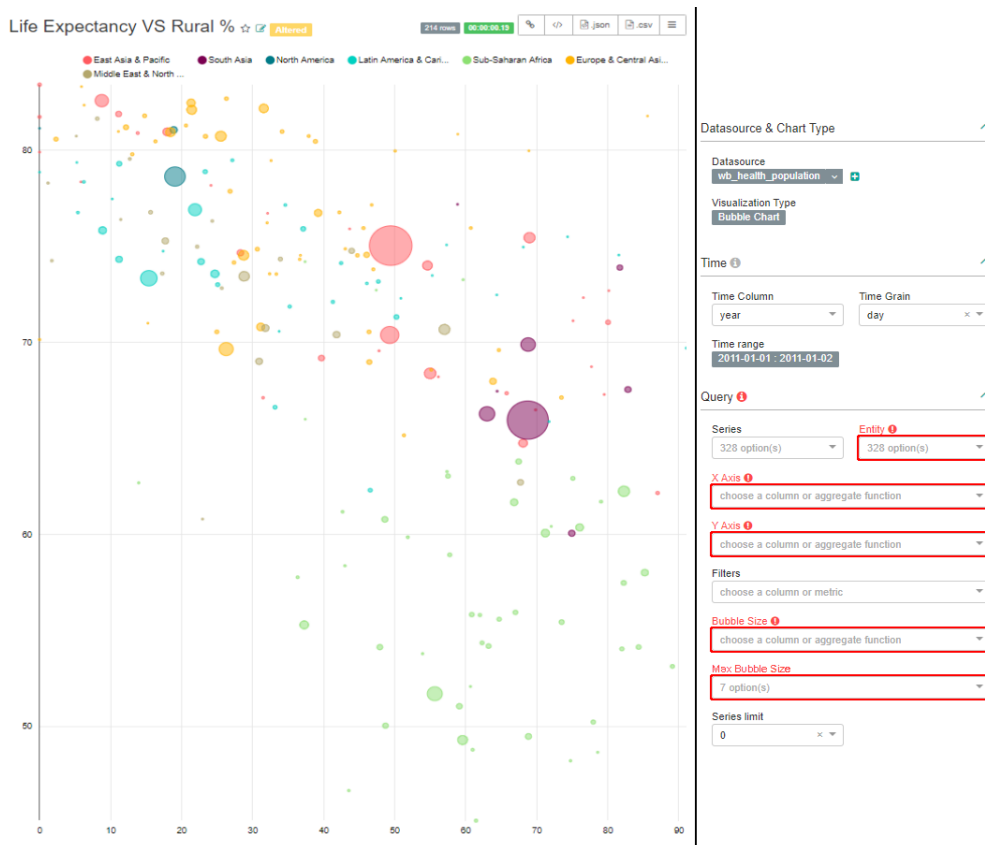 Life Expectancy VS Rural % Altered
214 rows 00:00:00.13 </> .json .csv
East Asia & Pacific South Asia North America Latin America & Cari... Sub-Saharan Africa Europe & Central Asi...
Middle East & North ...
80
70
60
50
0 10 20 30 40 50 60 70 80 90
Datasource & Chart Type
Datasource
wb_health_population
Visualization Type
Bubble Chart
Time
Time Column Time Grain
year day ×
Time range
2011-01-01 : 2011-01-02
Query
Series Entity
328 option(s) 328 option(s)
X Axis
choose a column or aggregate function
Y Axis
choose a column or aggregate function
Filters
choose a column or metric
Bubble Size
choose a column or aggregate function
Max Bubble Size
7 option(s)
Series limit
0 ×